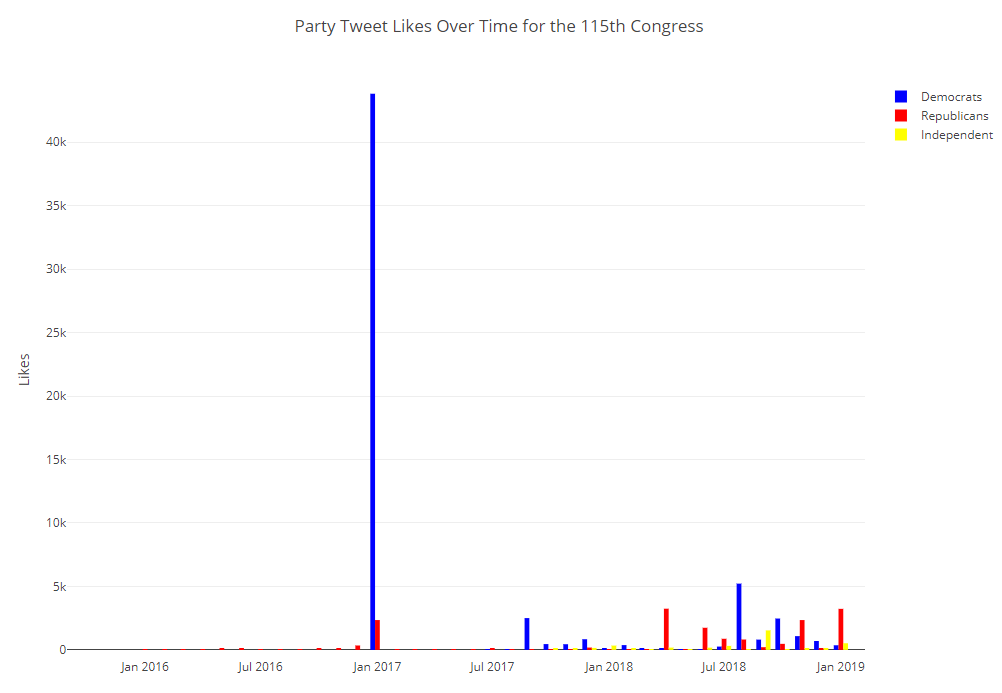 Party Tweet Likes Over Time for the 115th Congress
Democrats
Republicans
Independent
40k
35k
30k
25k
20k
15k
10k
5k
0
Likes
Jan 2016 Jul 2016 Jan 2017 Jul 2017 Jan 2018 Jul 2018 Jan 2019